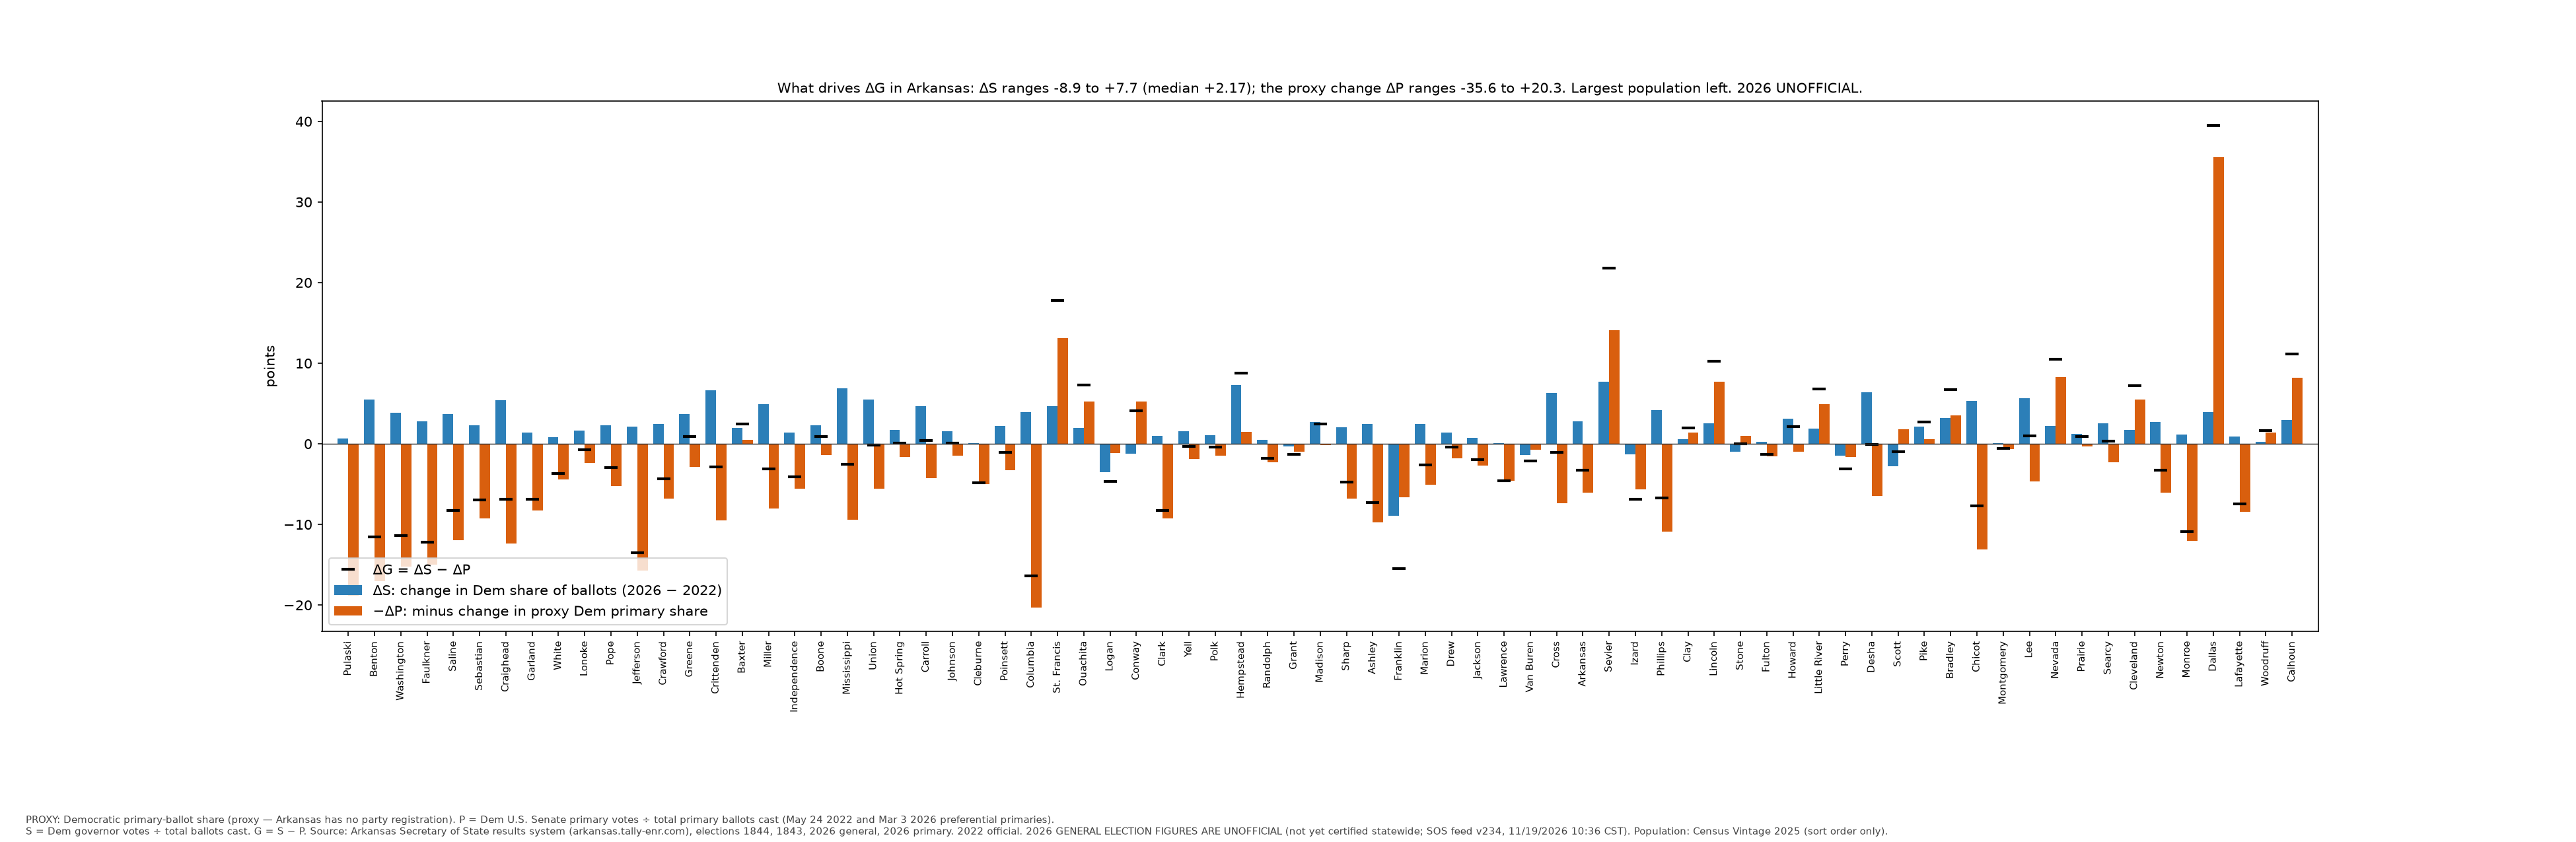 What drives ΔG in Arkansas: ΔS ranges -8.9 to +7.7 (median +2.17); the proxy change ΔP ranges -35.6 to +20.3. Largest population left. 2026 UNOFFICIAL.
points
40
30
20
10
0
−10
−20
ΔG = ΔS − ΔP
ΔS: change in Dem share of ballots (2026 − 2022)
−ΔP: minus change in proxy Dem primary share
Pulaski
Benton
Washington
Faulkner
Saline
Sebastian
Craighead
Garland
White
Lonoke
Pope
Jefferson
Crawford
Greene
Crittenden
Baxter
Miller
Independence
Boone
Mississippi
Union
Hot Spring
Carroll
Johnson
Cleburne
Poinsett
Columbia
St. Francis
Ouachita
Logan
Conway
Clark
Yell
Polk
Hempstead
Randolph
Grant
Madison
Sharp
Ashley
Franklin
Marion
Drew
Jackson
Lawrence
Van Buren
Cross
Arkansas
Sevier
Izard
Phillips
Clay
Lincoln
Stone
Fulton
Howard
Little River
Perry
Desha
Scott
Pike
Bradley
Chicot
Montgomery
Lee
Nevada
Prairie
Searcy
Cleveland
Newton
Monroe
Dallas
Lafayette
Woodruff
Calhoun
PROXY: Democratic primary-ballot share (proxy — Arkansas has no party registration). P = Dem U.S. Senate primary votes ÷ total primary ballots cast (May 24 2022 and Mar 3 2026 preferential primaries).
S = Dem governor votes ÷ total ballots cast. G = S − P. Source: Arkansas Secretary of State results system (arkansas.tally-enr.com), elections 1844, 1843, 2026 general, 2026 primary. 2022 official. 2026 GENERAL ELECTION FIGURES ARE UNOFFICIAL (not yet certified statewide; SOS feed v234, 11/19/2026 10:36 CST). Population: Census Vintage 2025 (sort order only).